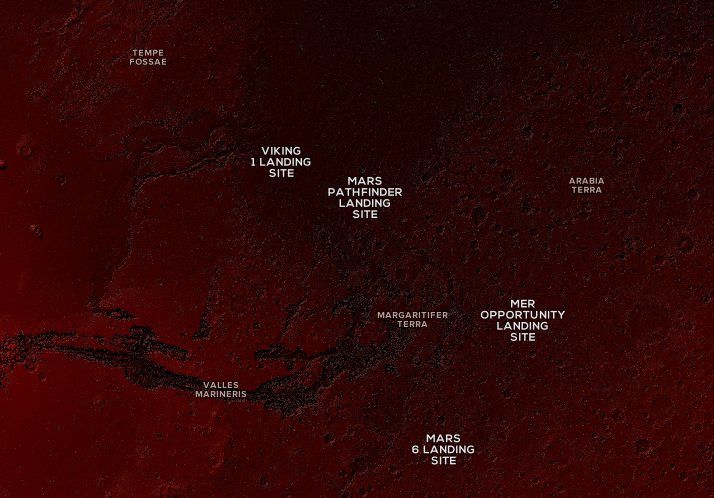 TEMPE
FOSSAE
VIKING
1 LANDING
SITE
MARS
PATHFINDER
LANDING
SITE
ARABIA
TERRA
MER
OPPORTUNITY
LANDING
SITE
MARGARITIFER
TERRA
VALLES
MARINERIS
MARS
6 LANDING
SITE